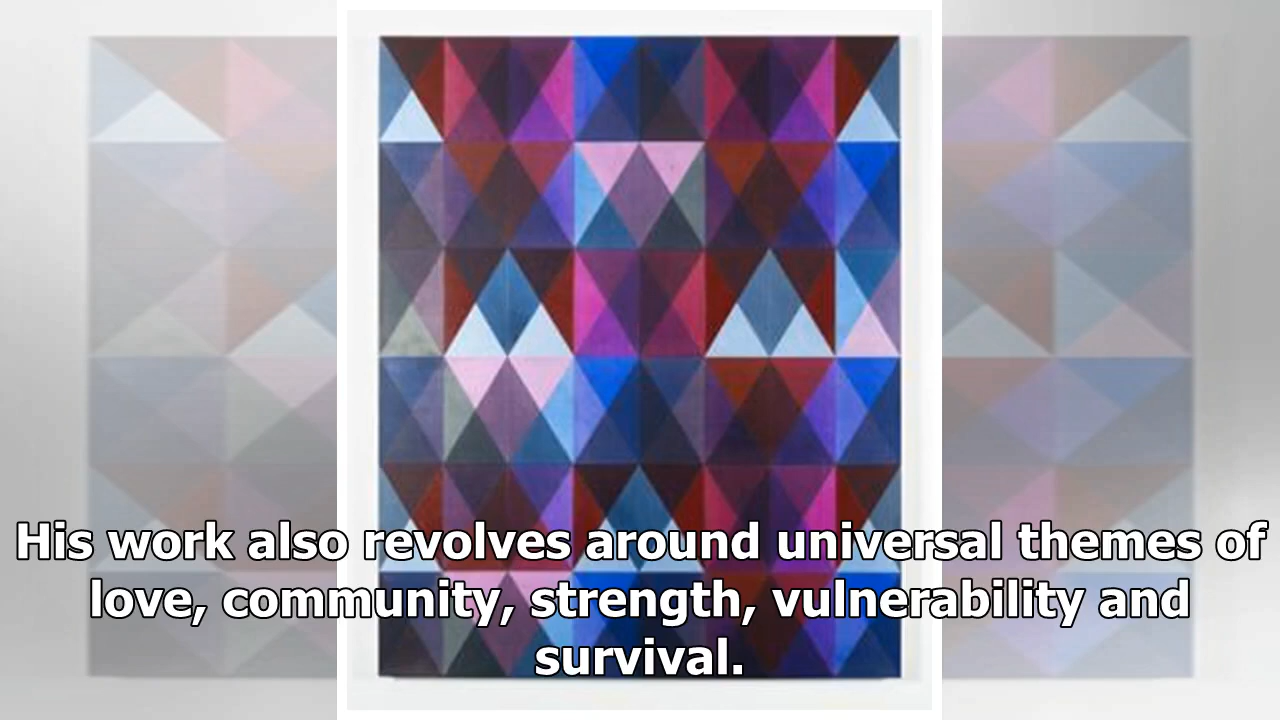 His work also revolves around universal themes of
love, community, strength, vulnerability and
survival.